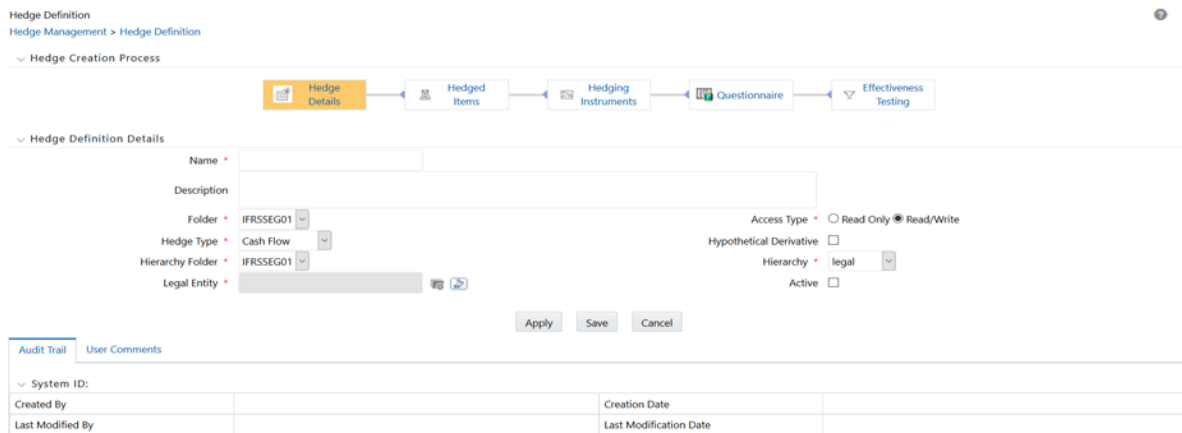 Hedge Definition
Hedge Management > Hedge Definition
Hedge Creation Process
Hedge Details
Hedged Items
Hedging Instruments
Questionnaire
Effectiveness Testing
Hedge Definition Details
Name *
Description
Folder * IFRSSEG01 Access Type * Read Only Read/Write
Hedge Type * Cash Flow Hypothetical Derivative
Hierarchy Folder * IFRSSEG01 Hierarchy * legal
Legal Entity * Active
Apply Save Cancel
Audit Trail User Comments
System ID:
Created By Creation Date
Last Modified By Last Modification Date